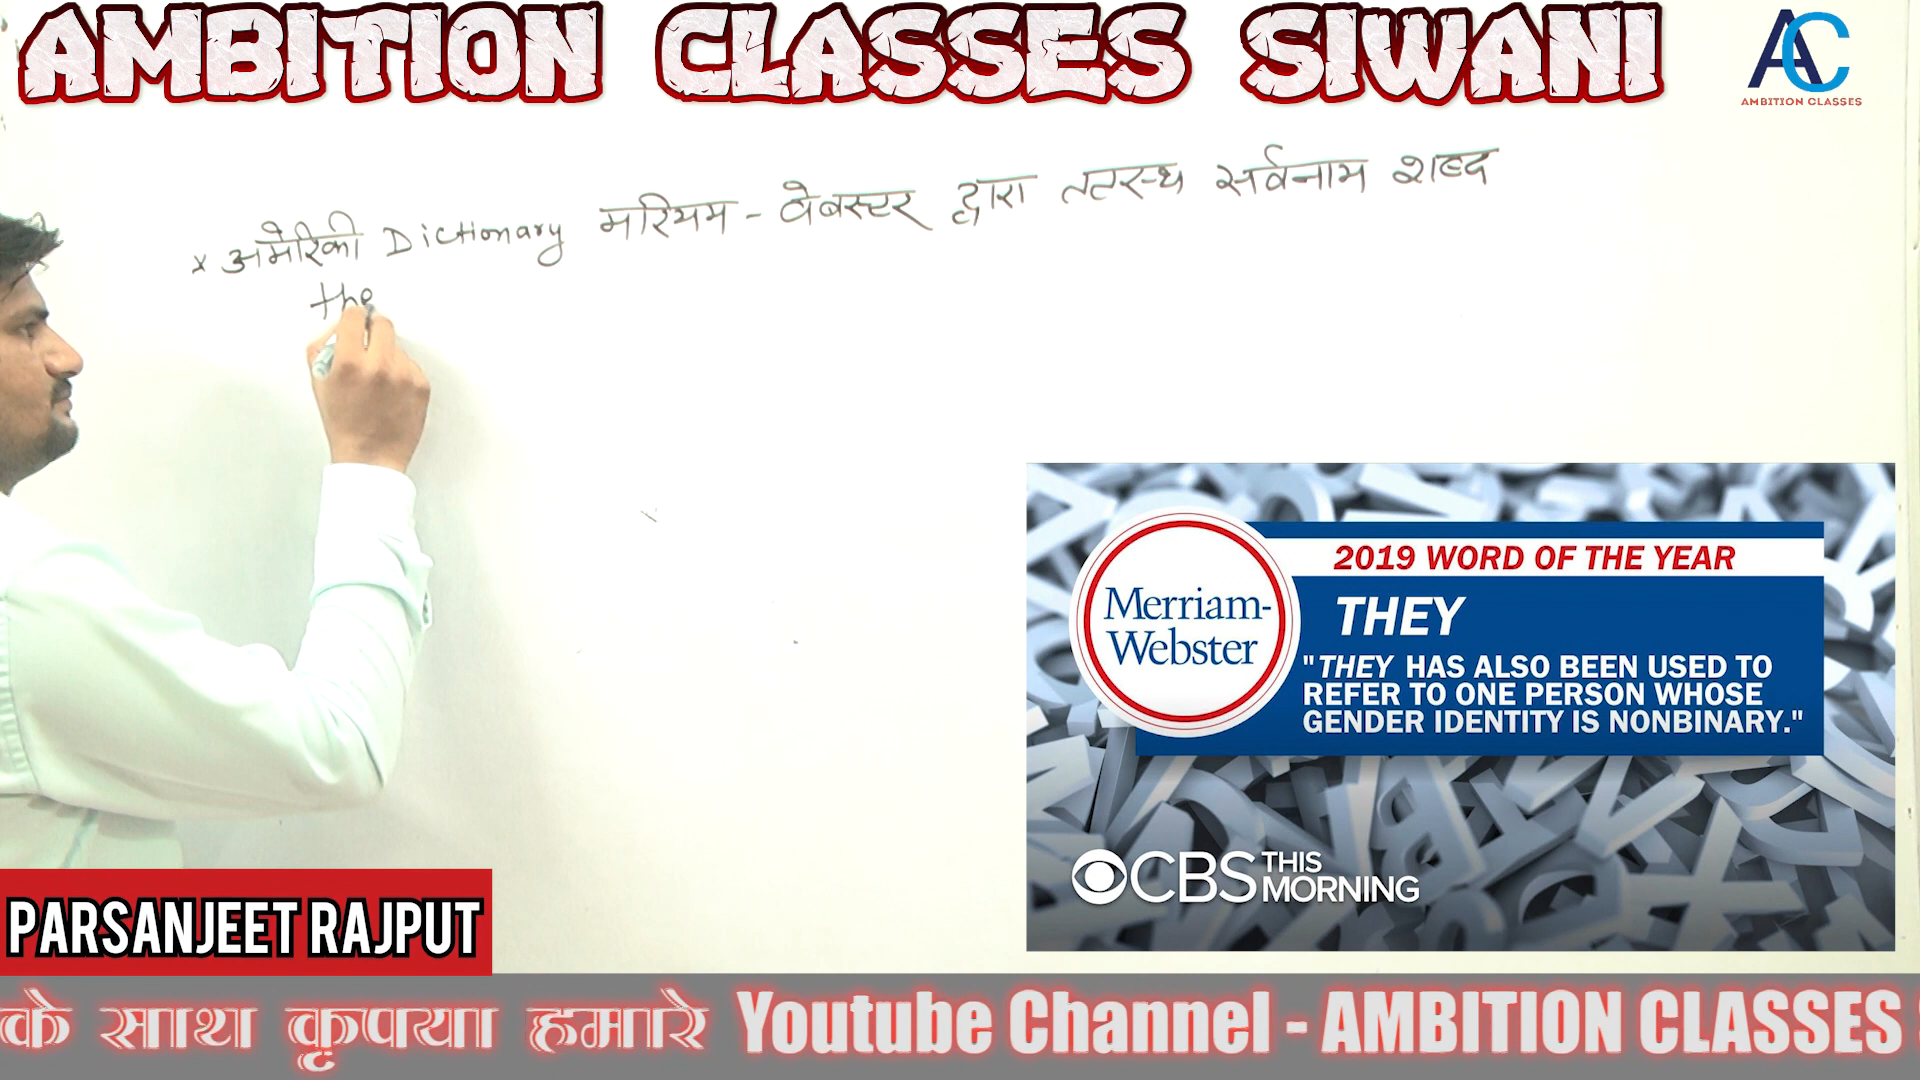 AMBITION CLASSES SIWANI
AC
AMBITION CLASSES
x अमेरिकी Dictionary मरियम - वेबस्टर द्वारा तटस्थ सर्वनाम शब्द
the
2019 WORD OF THE YEAR
Merriam-
Webster
THEY
"THEY HAS ALSO BEEN USED TO
REFER TO ONE PERSON WHOSE
GENDER IDENTITY IS NONBINARY."
CBS THIS
MORNING
PARSANJEET RAJPUT
के साथ कृपया हमारे Youtube Channel - AMBITION CLASSES